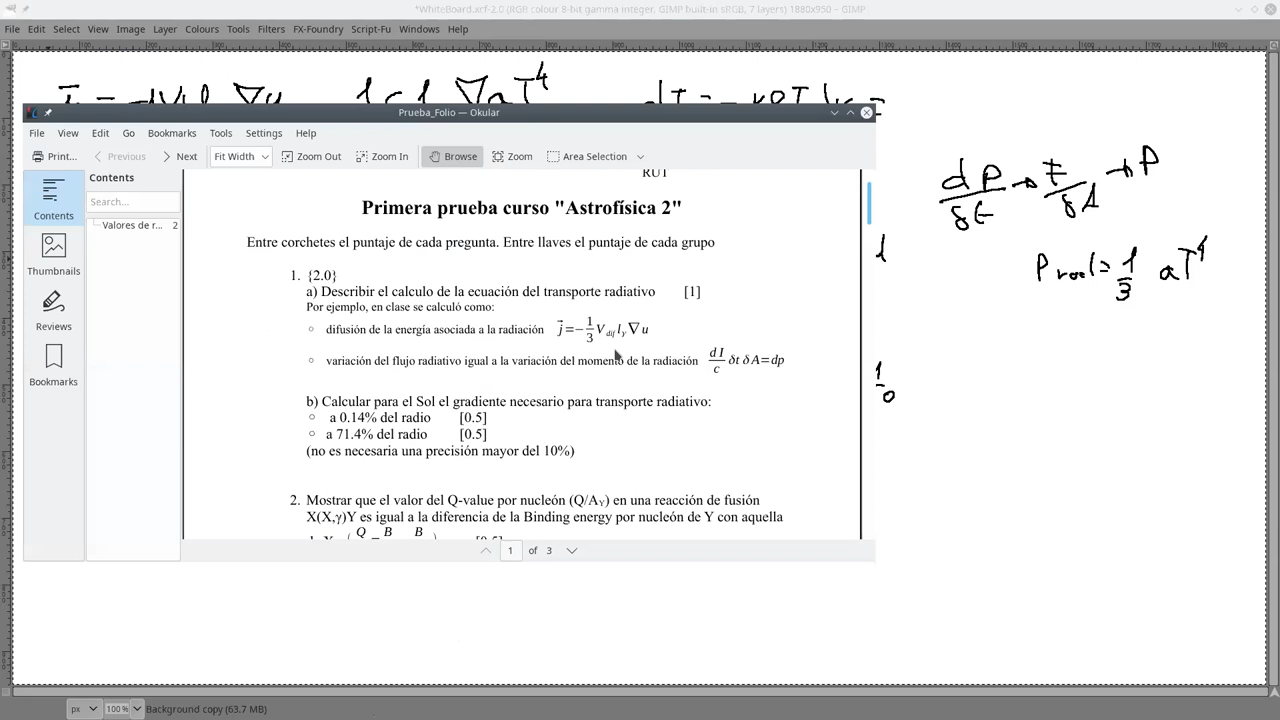 *WhiteBoard.xcf-2.0 (RGB colour 8-bit gamma integer, GIMP built-in sRGB, 7 layers) 1880x950 – GIMP
File Edit Select View Image Layer Colours Tools Filters FX-Foundry Script-Fu Windows Help
∇aT⁴
Prueba_Folio — Okular
File View Edit Go Bookmarks Tools Settings Help
Print... Previous Next Fit Width Zoom Out Zoom In Browse Zoom Area Selection
Contents
Search...
Valores de r... 2
Contents
Thumbnails
Reviews
Bookmarks
RUT
Primera prueba curso "Astrofísica 2"
Entre corchetes el puntaje de cada pregunta. Entre llaves el puntaje de cada grupo
1. {2.0}
a) Describir el calculo de la ecuación del transporte radiativo [1]
Por ejemplo, en clase se calculó como:
○ difusión de la energía asociada a la radiación j⃗=−1/3 V_dif l_γ ∇u
○ variación del flujo radiativo igual a la variación del momento de la radiación dI/c δt δA=dp
b) Calcular para el Sol el gradiente necesario para transporte radiativo:
○ a 0.14% del radio [0.5]
○ a 71.4% del radio [0.5]
(no es necesaria una precisión mayor del 10%)
2. Mostrar que el valor del Q-value por nucleón (Q/A_Y) en una reacción de fusión
X(X,γ)Y es igual a la diferencia de la Binding energy por nucleón de Y con aquella
1 of 3
dP/δt → F/δA → P
P rad = 1/3 aT⁴
px 100% Background copy (63.7 MB)